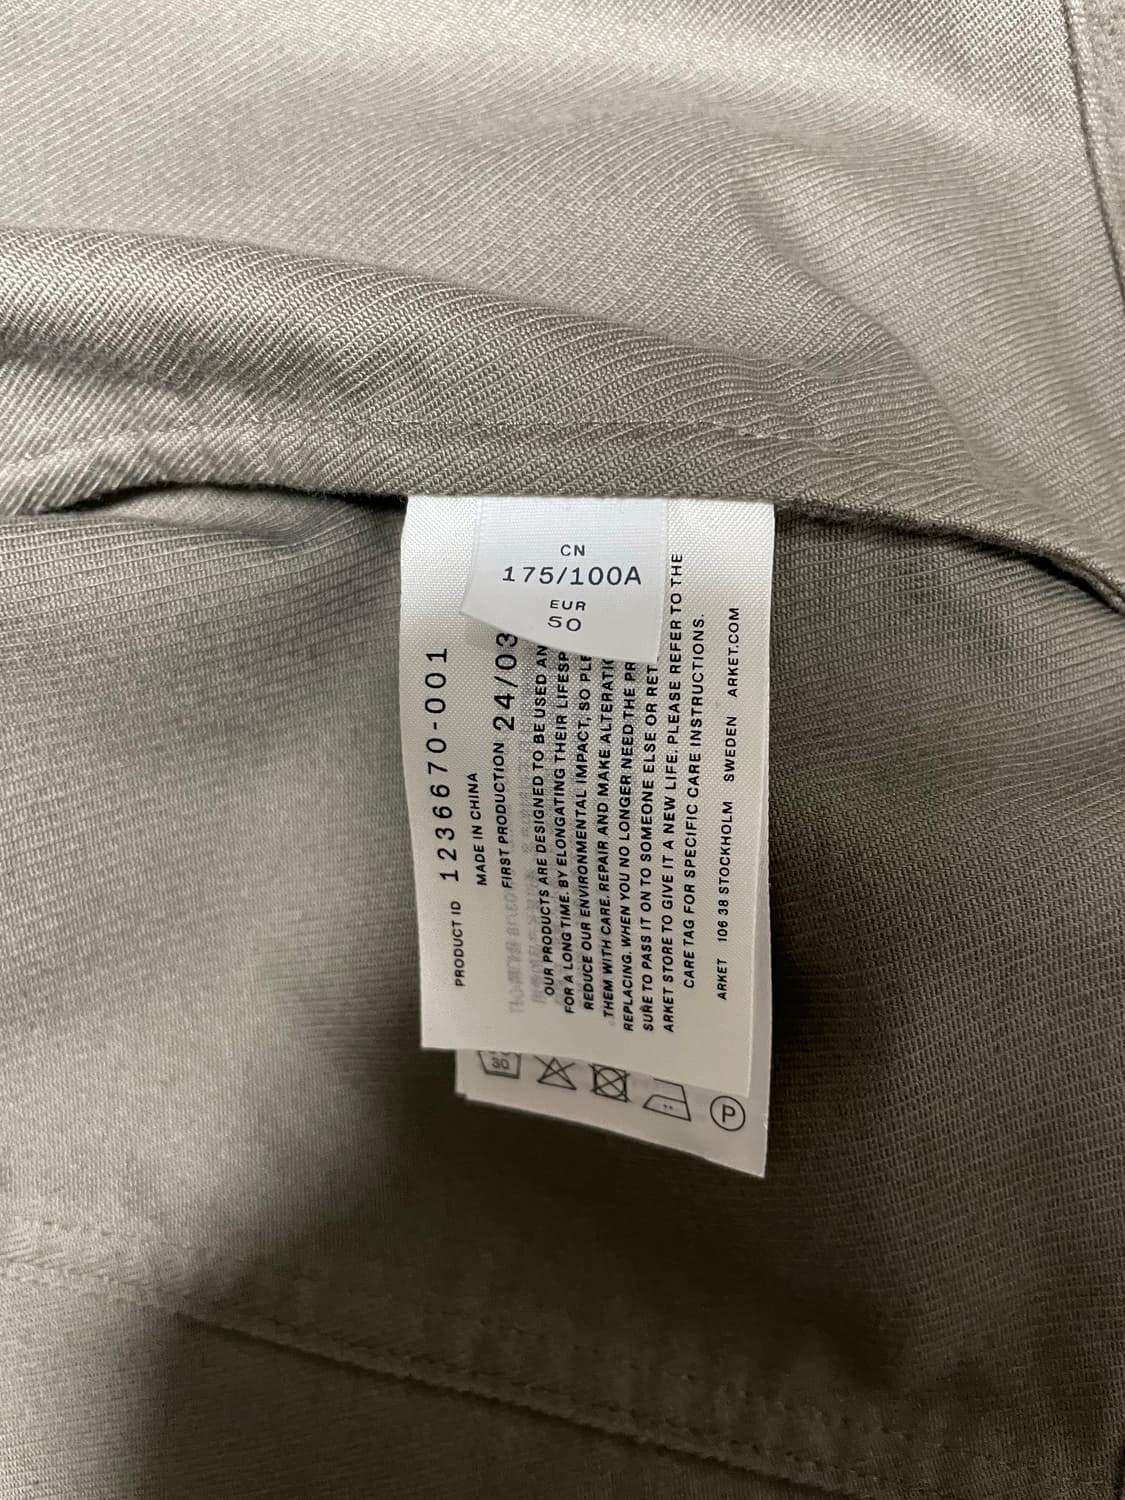 CN
175/100A
EUR
50
PRODUCT ID 1236670-001
MADE IN CHINA
FIRST PRODUCTION 24/03
OUR PRODUCTS ARE DESIGNED TO BE USED AN
FOR A LONG TIME. BY ELONGATING THEIR LIFESP
REDUCE OUR ENVIRONMENTAL IMPACT, SO PLE
THEM WITH CARE. REPAIR AND MAKE ALTERATIO
REPLACING. WHEN YOU NO LONGER NEED THE PR
SURE TO PASS IT ON TO SOMEONE ELSE OR RET
ARKET STORE TO GIVE IT A NEW LIFE. PLEASE REFER TO THE
CARE TAG FOR SPECIFIC CARE INSTRUCTIONS.
ARKET 106 38 STOCKHOLM SWEDEN ARKET.COM
30
P